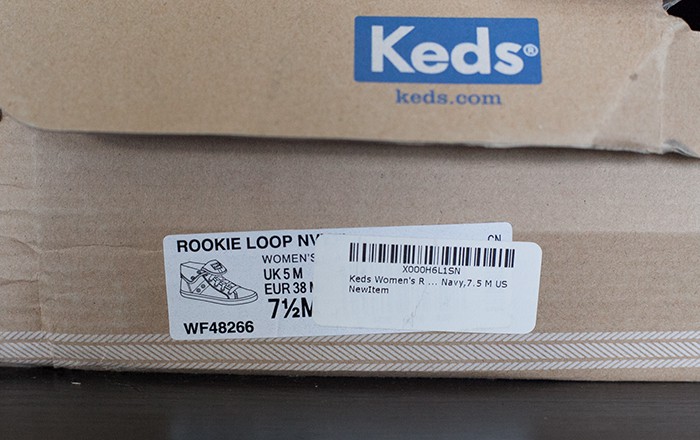 Keds®
keds.com
ROOKIE LOOP NV
CN
WOMEN'S
UK 5 M
EUR 38 M
7½M
WF48266
X000H6L1SN
Keds Women's R ... Navy,7.5 M US
NewItem